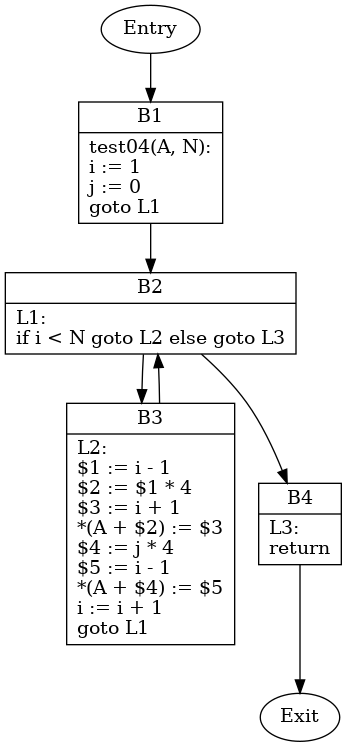 Entry
B1
test04(A, N):
i := 1
j := 0
goto L1
B2
L1:
if i < N goto L2 else goto L3
B3
L2:
$1 := i - 1
$2 := $1 * 4
$3 := i + 1
*(A + $2) := $3
$4 := j * 4
$5 := i - 1
*(A + $4) := $5
i := i + 1
goto L1
B4
L3:
return
Exit